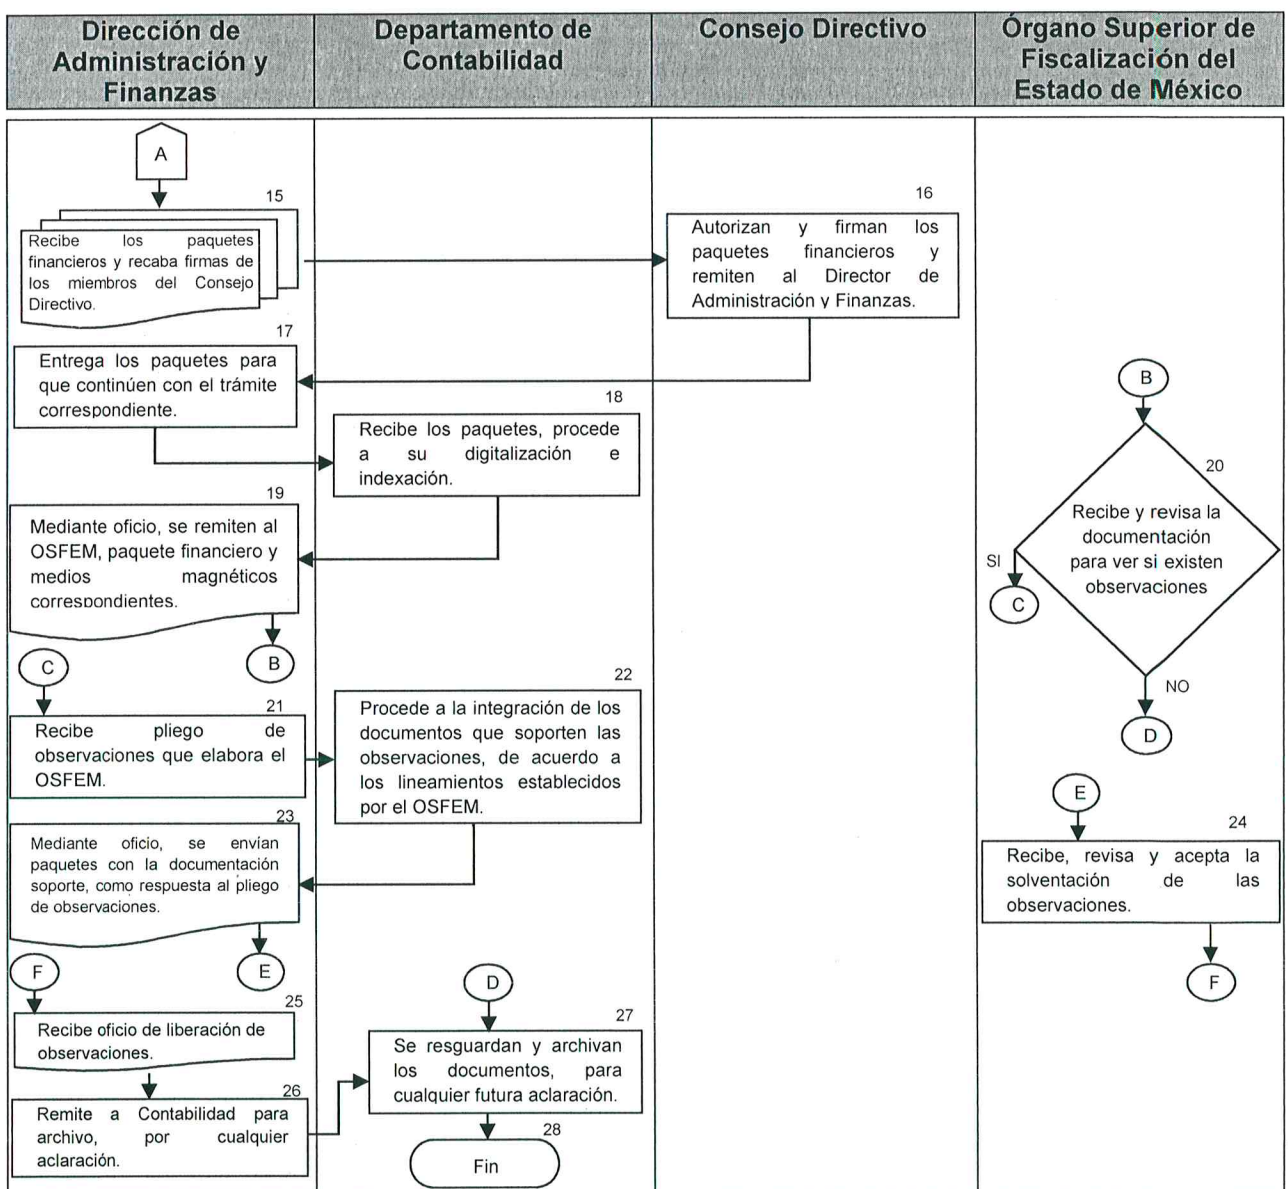 Dirección de
Administración y
Finanzas
Departamento de
Contabilidad
Consejo Directivo
Órgano Superior de
Fiscalización del
Estado de México
A
15
Recibe los paquetes
financieros y recaba firmas de
los miembros del Consejo
Directivo.
16
Autorizan y firman los
paquetes financieros y
remiten al Director de
Administración y Finanzas.
17
Entrega los paquetes para
que continúen con el trámite
correspondiente.
18
Recibe los paquetes, procede
a su digitalización e
indexación.
19
Mediante oficio, se remiten al
OSFEM, paquete financiero y
medios magnéticos
correspondientes.
B
B
20
Recibe y revisa la
documentación
para ver si existen
observaciones
SI
C
NO
D
C
21
Recibe pliego de
observaciones que elabora el
OSFEM.
22
Procede a la integración de los
documentos que soporten las
observaciones, de acuerdo a
los lineamientos establecidos
por el OSFEM.
23
Mediante oficio, se envían
paquetes con la documentación
soporte, como respuesta al pliego
de observaciones.
E
E
24
Recibe, revisa y acepta la
solventación de las
observaciones.
F
F
25
Recibe oficio de liberación de
observaciones.
26
Remite a Contabilidad para
archivo, por cualquier
aclaración.
D
27
Se resguardan y archivan
los documentos, para
cualquier futura aclaración.
28
Fin